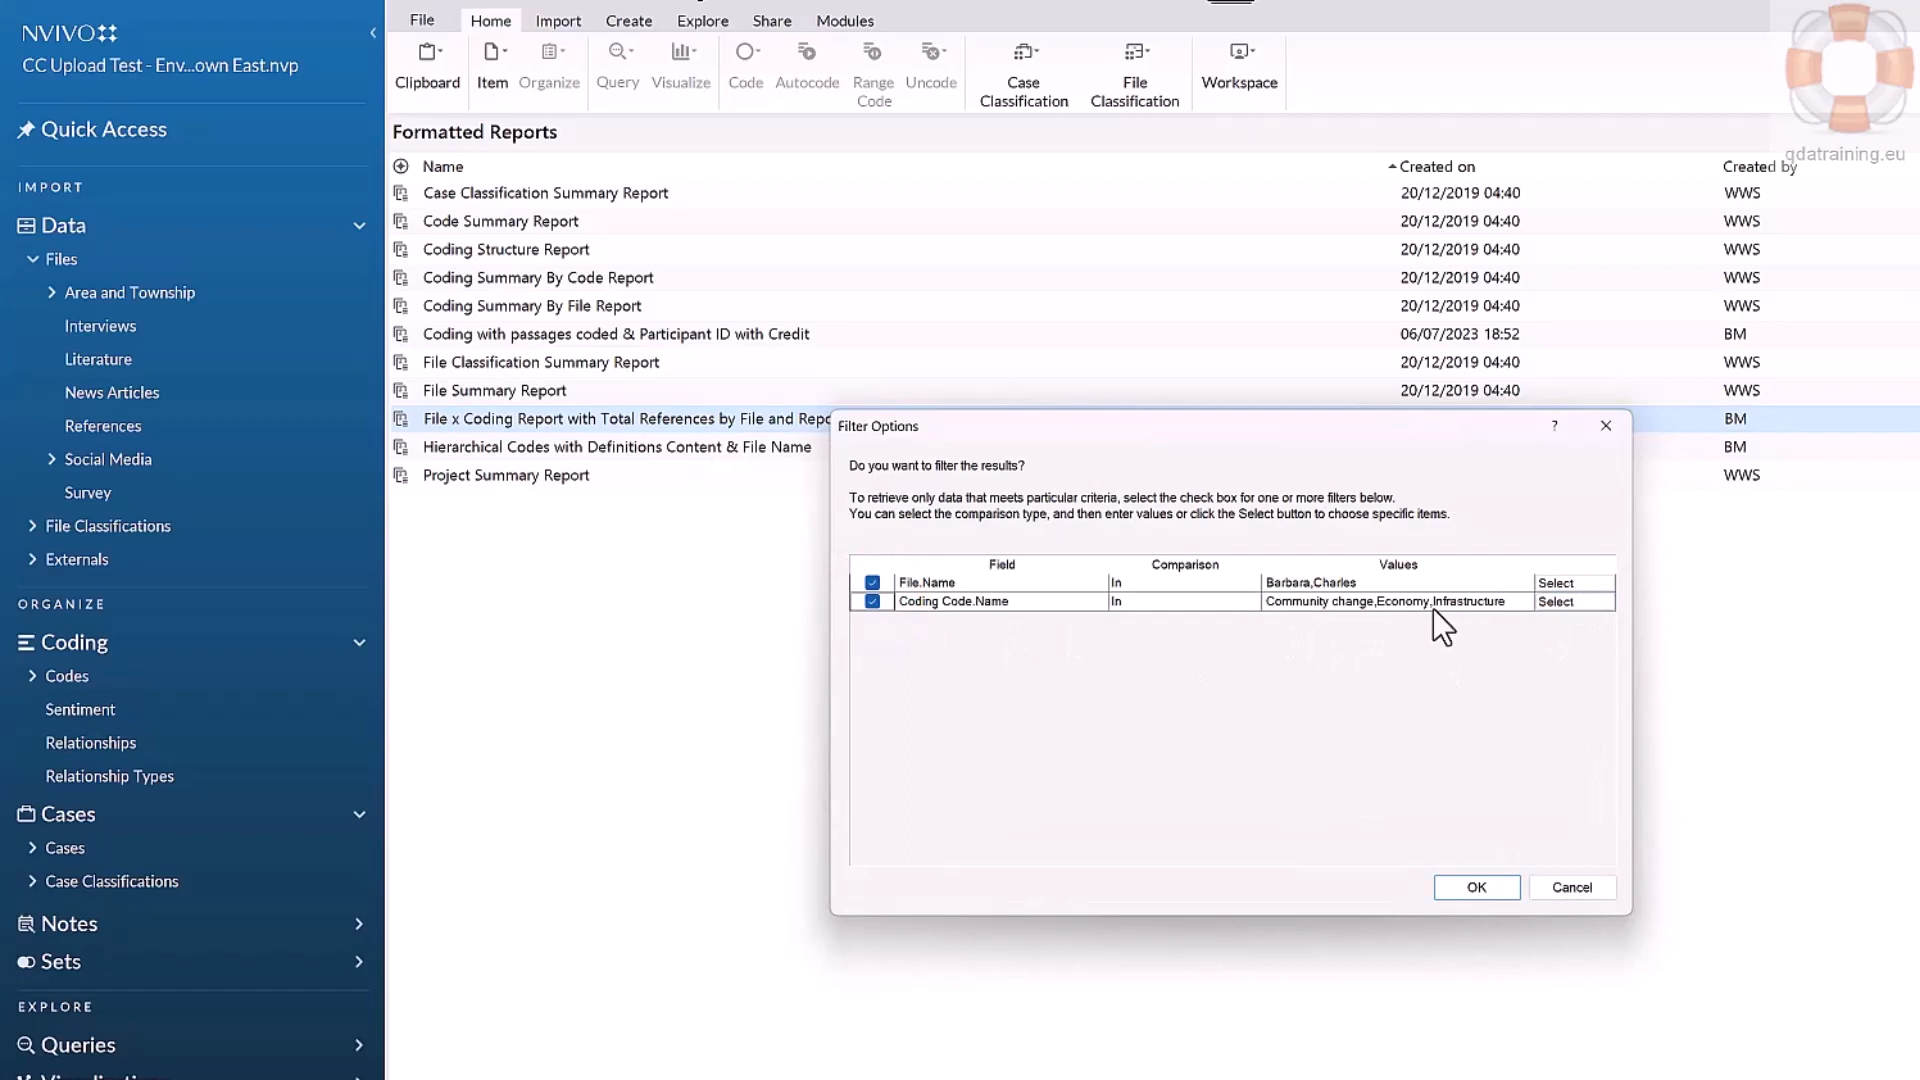 NVIVO
CC Upload Test - Env...own East.nvp
Quick Access
IMPORT
Data
Files
Area and Township
Interviews
Literature
News Articles
References
Social Media
Survey
File Classifications
Externals
ORGANIZE
Coding
Codes
Sentiment
Relationships
Relationship Types
Cases
Cases
Case Classifications
Notes
Sets
EXPLORE
Queries
File Home Import Create Explore Share Modules
Clipboard Item Organize Query Visualize Code Autocode Range Code Uncode Case Classification File Classification Workspace
qdatraining.eu
Formatted Reports
Name Created on Created by
Case Classification Summary Report 20/12/2019 04:40 WWS
Code Summary Report 20/12/2019 04:40 WWS
Coding Structure Report 20/12/2019 04:40 WWS
Coding Summary By Code Report 20/12/2019 04:40 WWS
Coding Summary By File Report 20/12/2019 04:40 WWS
Coding with passages coded & Participant ID with Credit 06/07/2023 18:52 BM
File Classification Summary Report 20/12/2019 04:40 WWS
File Summary Report 20/12/2019 04:40 WWS
File x Coding Report with Total References by File and Repo BM
Hierarchical Codes with Definitions Content & File Name BM
Project Summary Report WWS
Filter Options ?
Do you want to filter the results?
To retrieve only data that meets particular criteria, select the check box for one or more filters below.
You can select the comparison type, and then enter values or click the Select button to choose specific items.
Field Comparison Values
File.Name In Barbara,Charles Select
Coding Code.Name In Community change,Economy,Infrastructure Select
OK Cancel